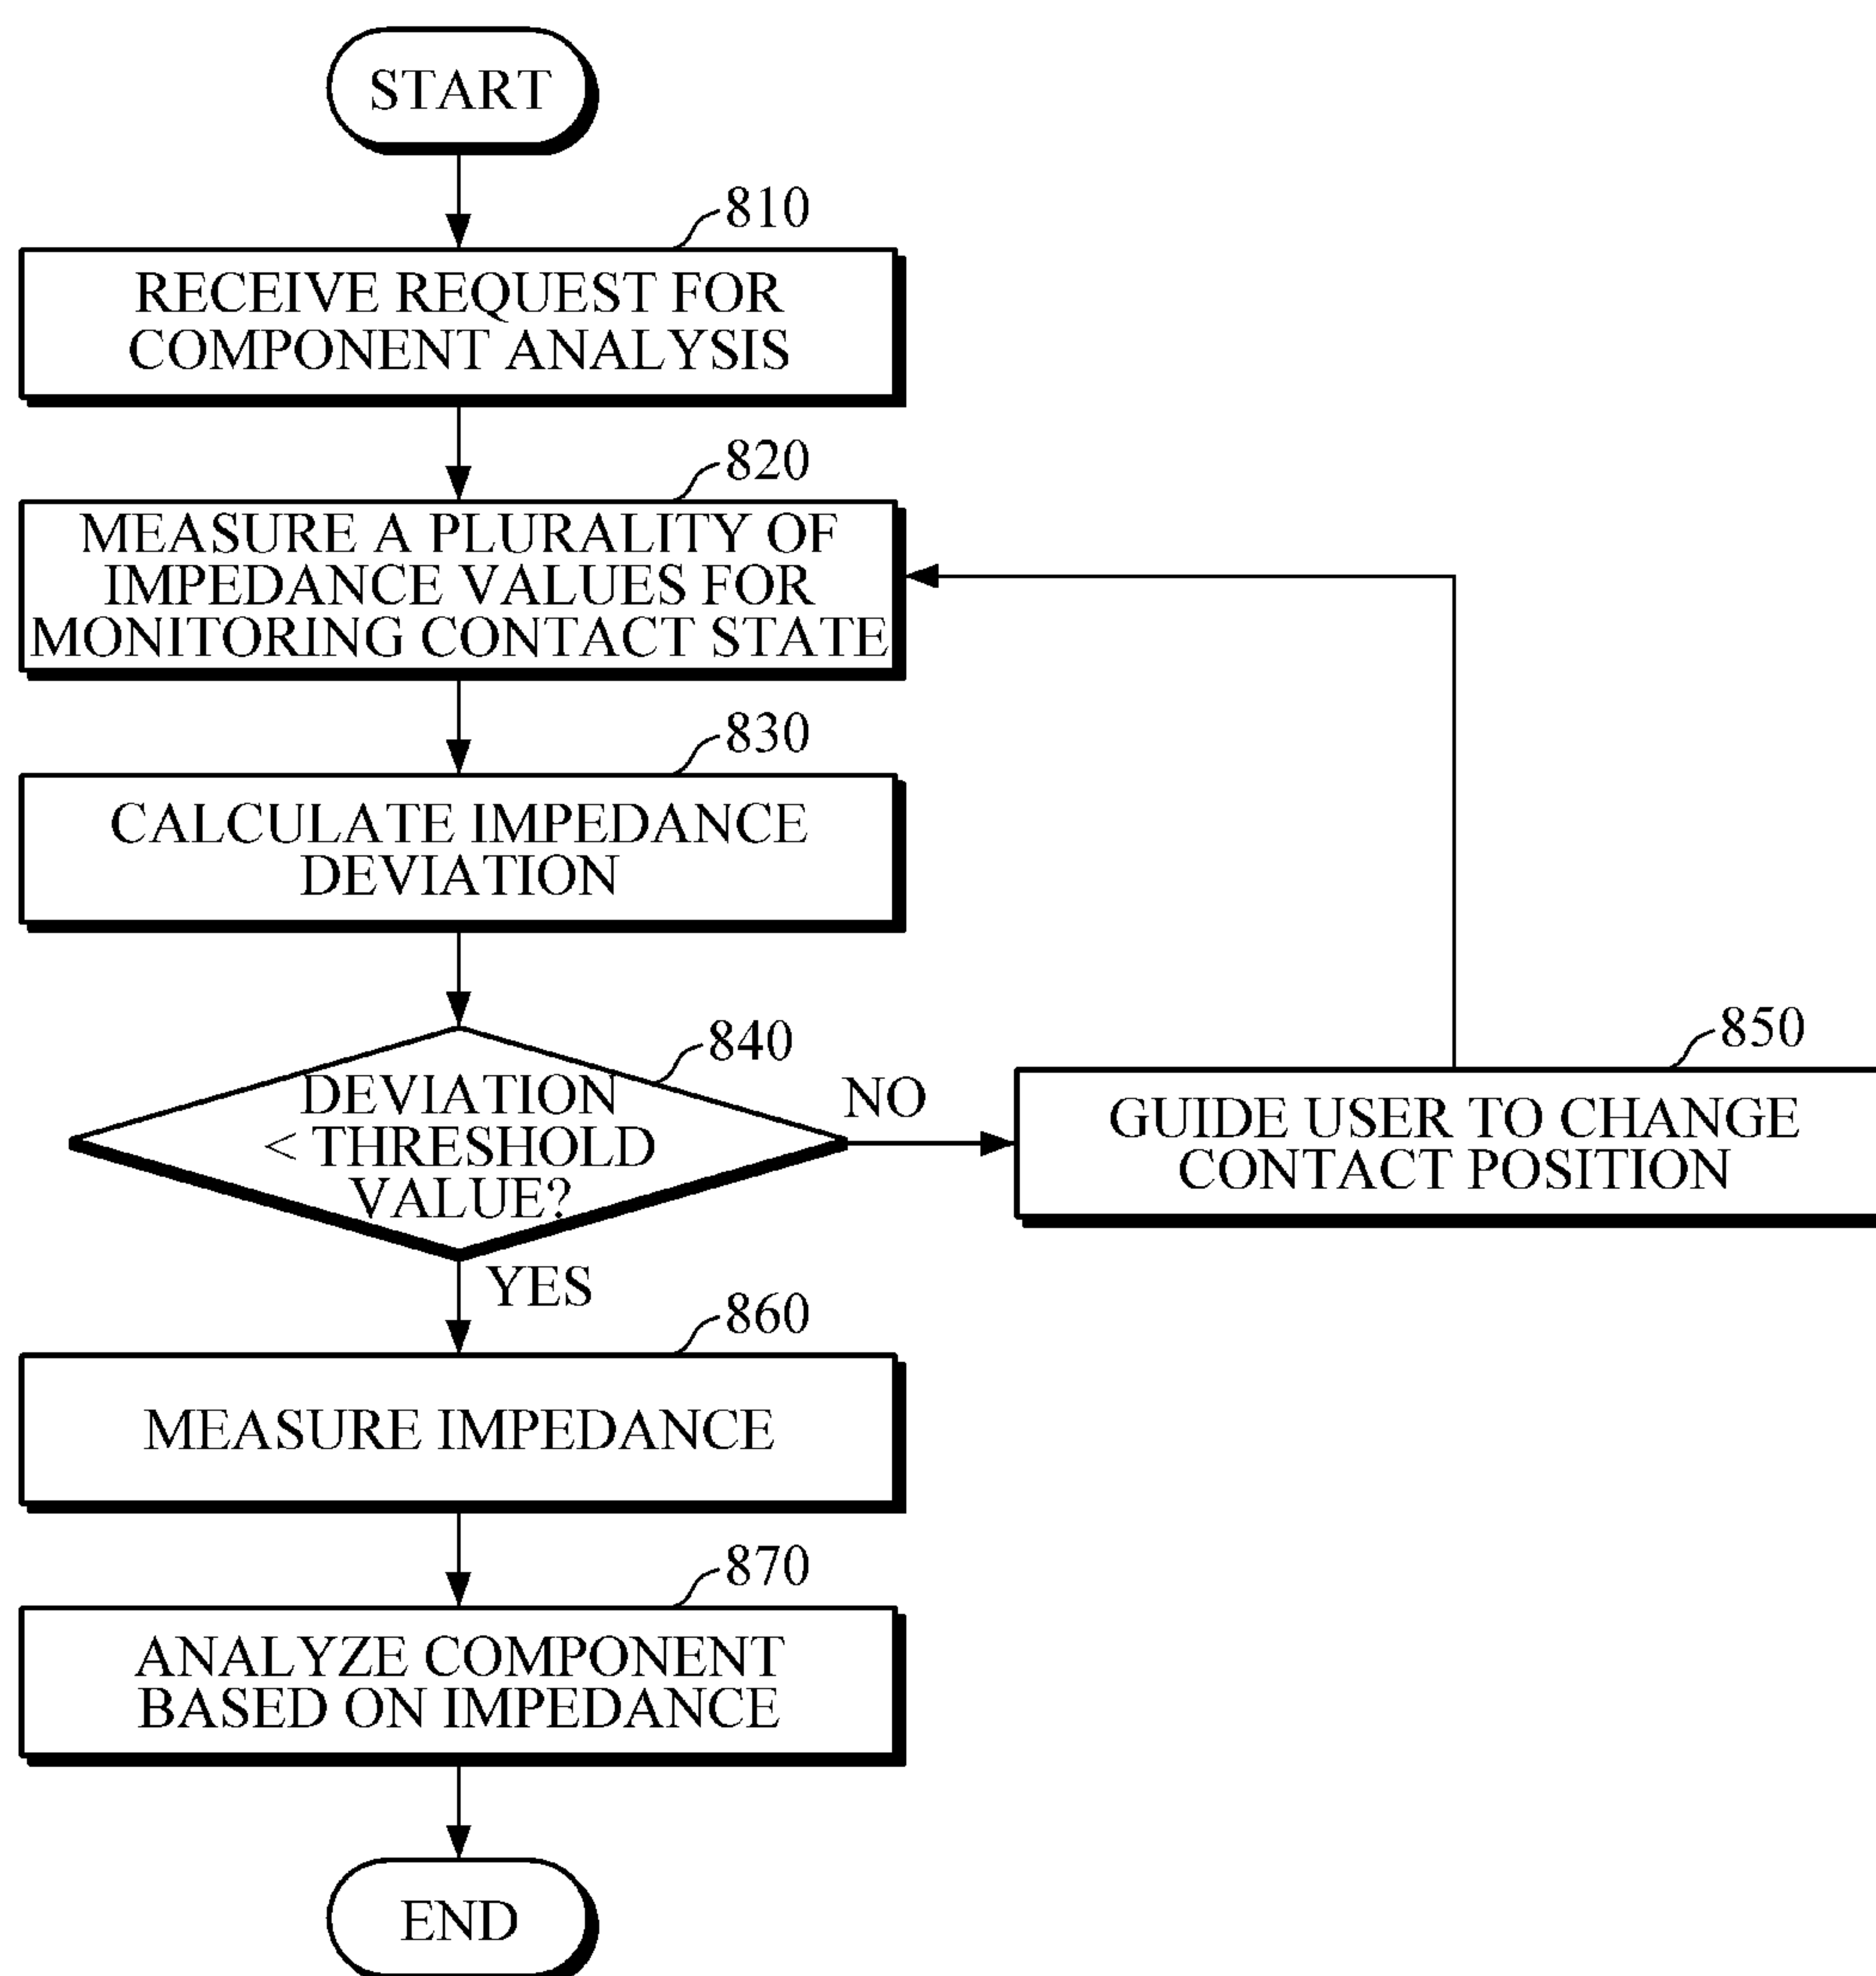 START
810
RECEIVE REQUEST FOR
COMPONENT ANALYSIS
820
MEASURE A PLURALITY OF
IMPEDANCE VALUES FOR
MONITORING CONTACT STATE
830
CALCULATE IMPEDANCE
DEVIATION
840
DEVIATION
< THRESHOLD
VALUE?
NO
850
GUIDE USER TO CHANGE
CONTACT POSITION
YES
860
MEASURE IMPEDANCE
870
ANALYZE COMPONENT
BASED ON IMPEDANCE
END